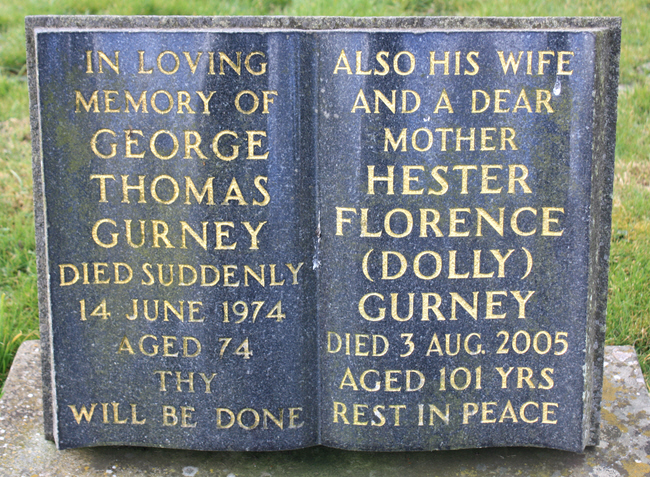 IN LOVING
MEMORY OF
GEORGE
THOMAS
GURNEY
DIED SUDDENLY
14 JUNE 1974
AGED 74
THY
WILL BE DONE
ALSO HIS WIFE
AND A DEAR
MOTHER
HESTER
FLORENCE
(DOLLY)
GURNEY
DIED 3 AUG. 2005
AGED 101 YRS
REST IN PEACE